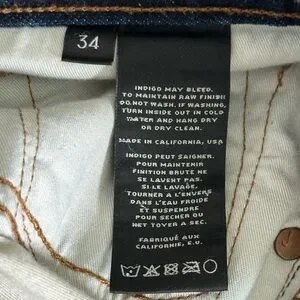 34
INDIGO MAY BLEED.
TO MAINTAIN RAW FINISH
DO NOT WASH. IF WASHING,
TURN INSIDE OUT IN COLD
WATER AND HANG DRY
OR DRY CLEAN.
MADE IN CALIFORNIA, USA
INDIGO PEUT SAIGNER.
POUR MAINTENIR
FINITION BRUTE NE
SE LAVENT PAS.
SI LE LAVAGE,
TOURNER A L'ENVERS
DANS L'EAU FROIDE
ET SUSPENDRE
POUR SECHER OU
NET TOYER A SEC.
FABRIQUÉ AUX
CALIFORNIE, E.U.